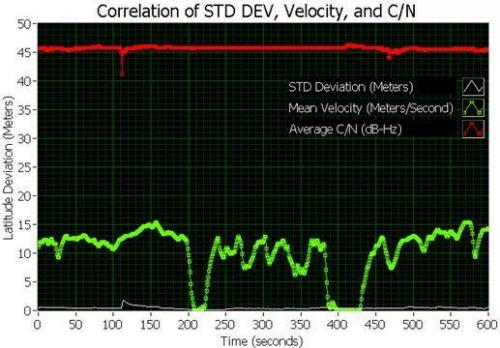 Correlation of STD DEV, Velocity, and C/N
Latitude Deviation (Meters)
50
45
40
35
30
25
20
15
10
5
0
STD Deviation (Meters)
Mean Velocity (Meters/Second)
Average C/N (dB-Hz)
0 50 100 150 200 250 300 350 400 450 500 550 600
Time (seconds)